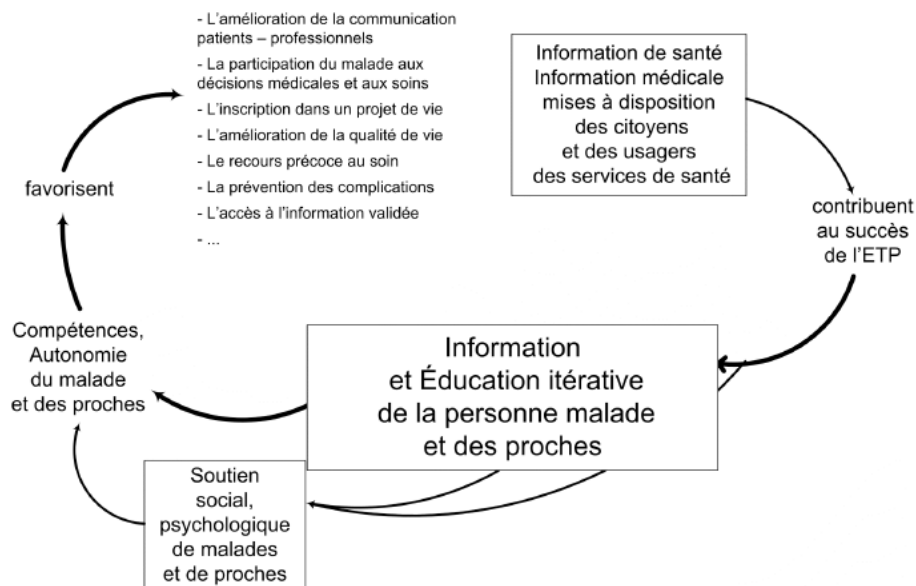 - L'amélioration de la communication
patients – professionnels
- La participation du malade aux
décisions médicales et aux soins
- L'inscription dans un projet de vie
- L'amélioration de la qualité de vie
- Le recours précoce au soin
- La prévention des complications
- L'accès à l'information validée
- ...
Information de santé
Information médicale
mises à disposition
des citoyens
et des usagers
des services de santé
favorisent
contribuent
au succès
de l'ETP
Compétences,
Autonomie
du malade
et des proches
Information
et Éducation itérative
de la personne malade
et des proches
Soutien
social,
psychologique
de malades
et de proches